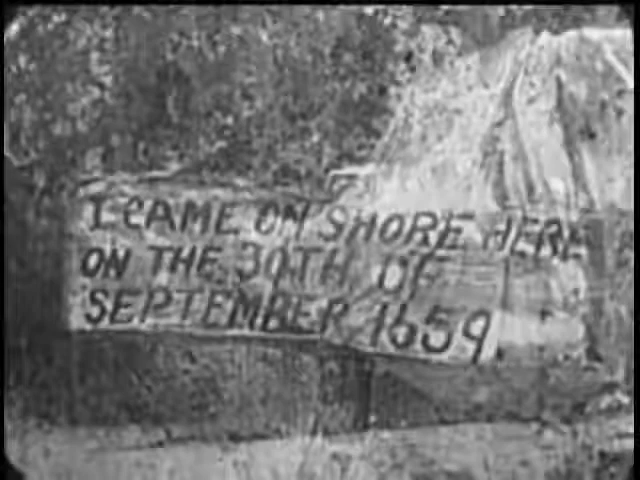 I CAME ON SHORE HERE
ON THE 30TH OF
SEPTEMBER 1659